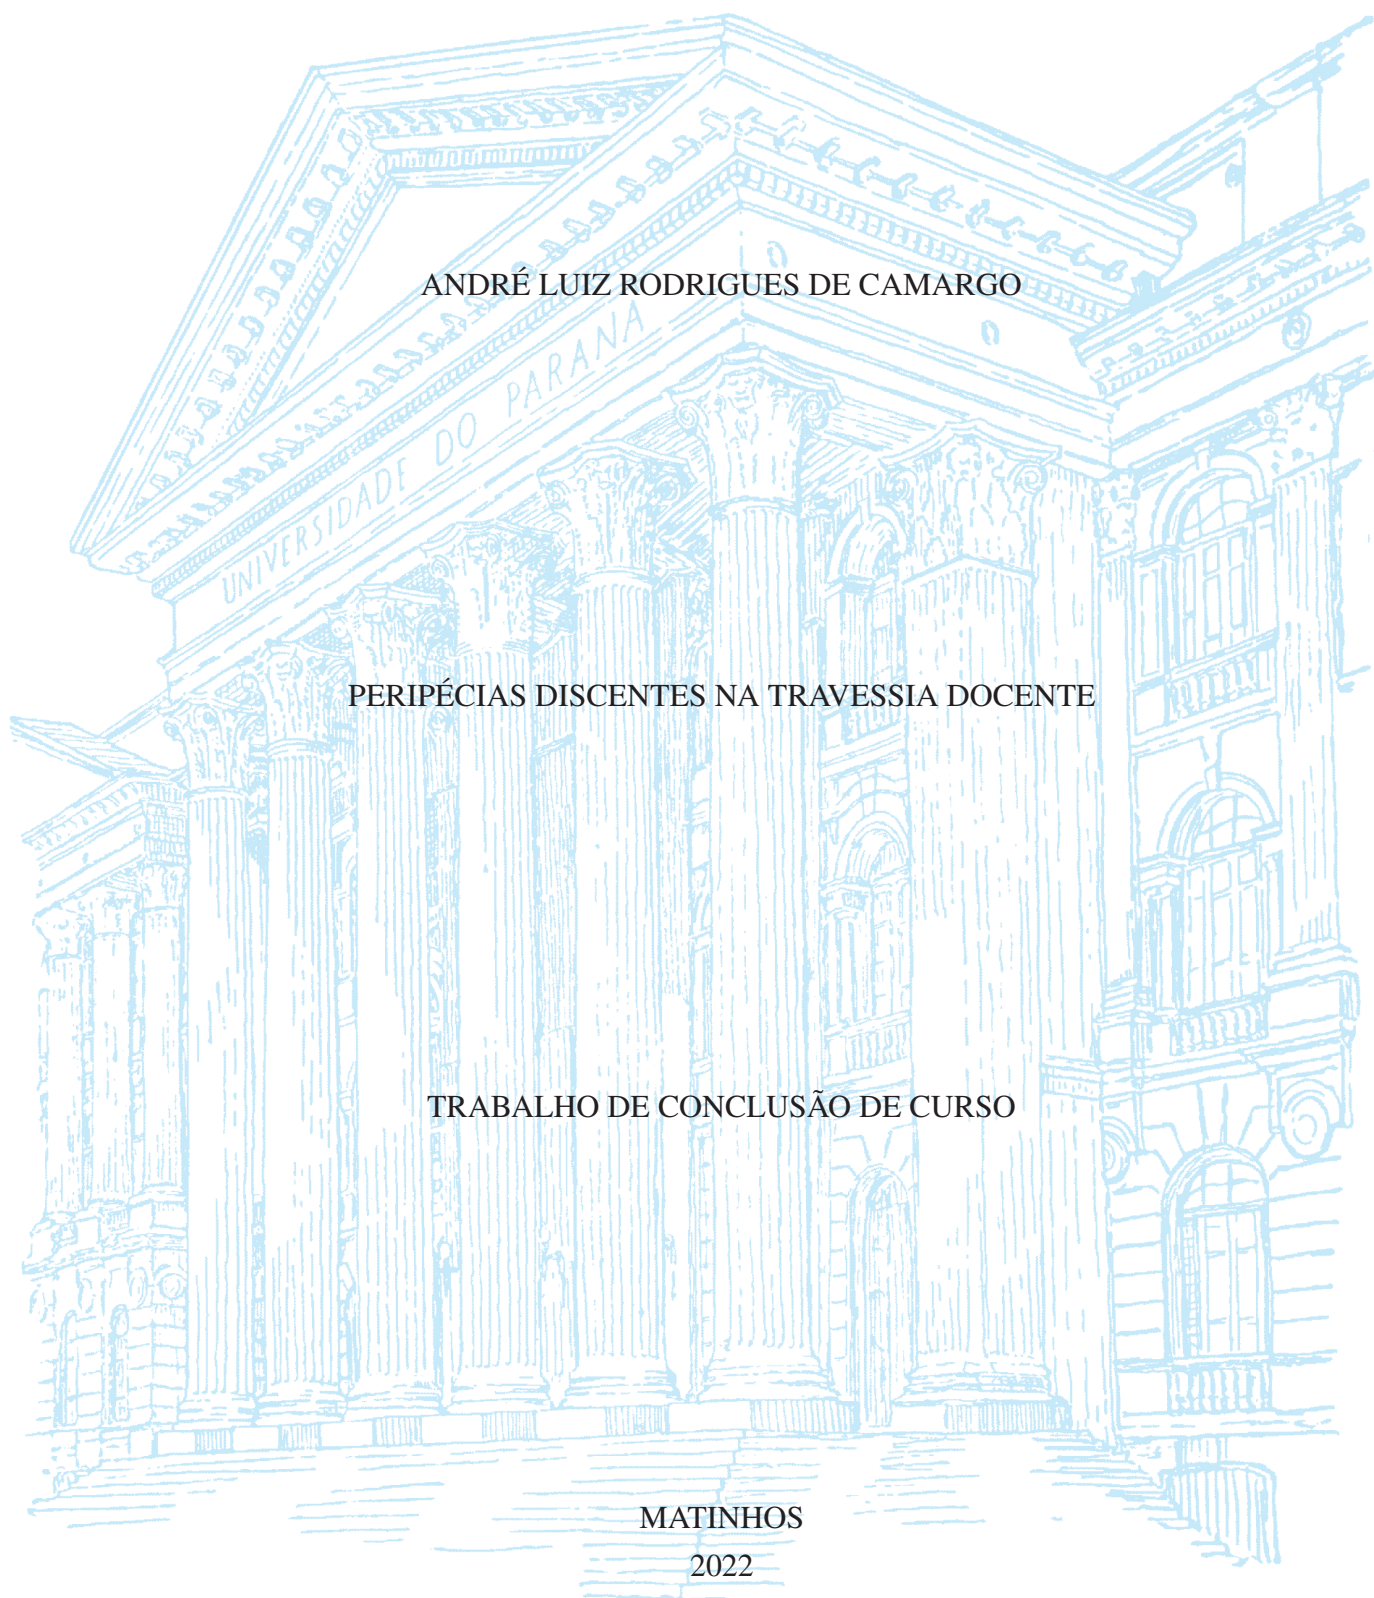 ANDRÉ LUIZ RODRIGUES DE CAMARGO
UNIVERSIDADE DO PARANÁ
PERIPÉCIAS DISCENTES NA TRAVESSIA DOCENTE
TRABALHO DE CONCLUSÃO DE CURSO
MATINHOS
2022